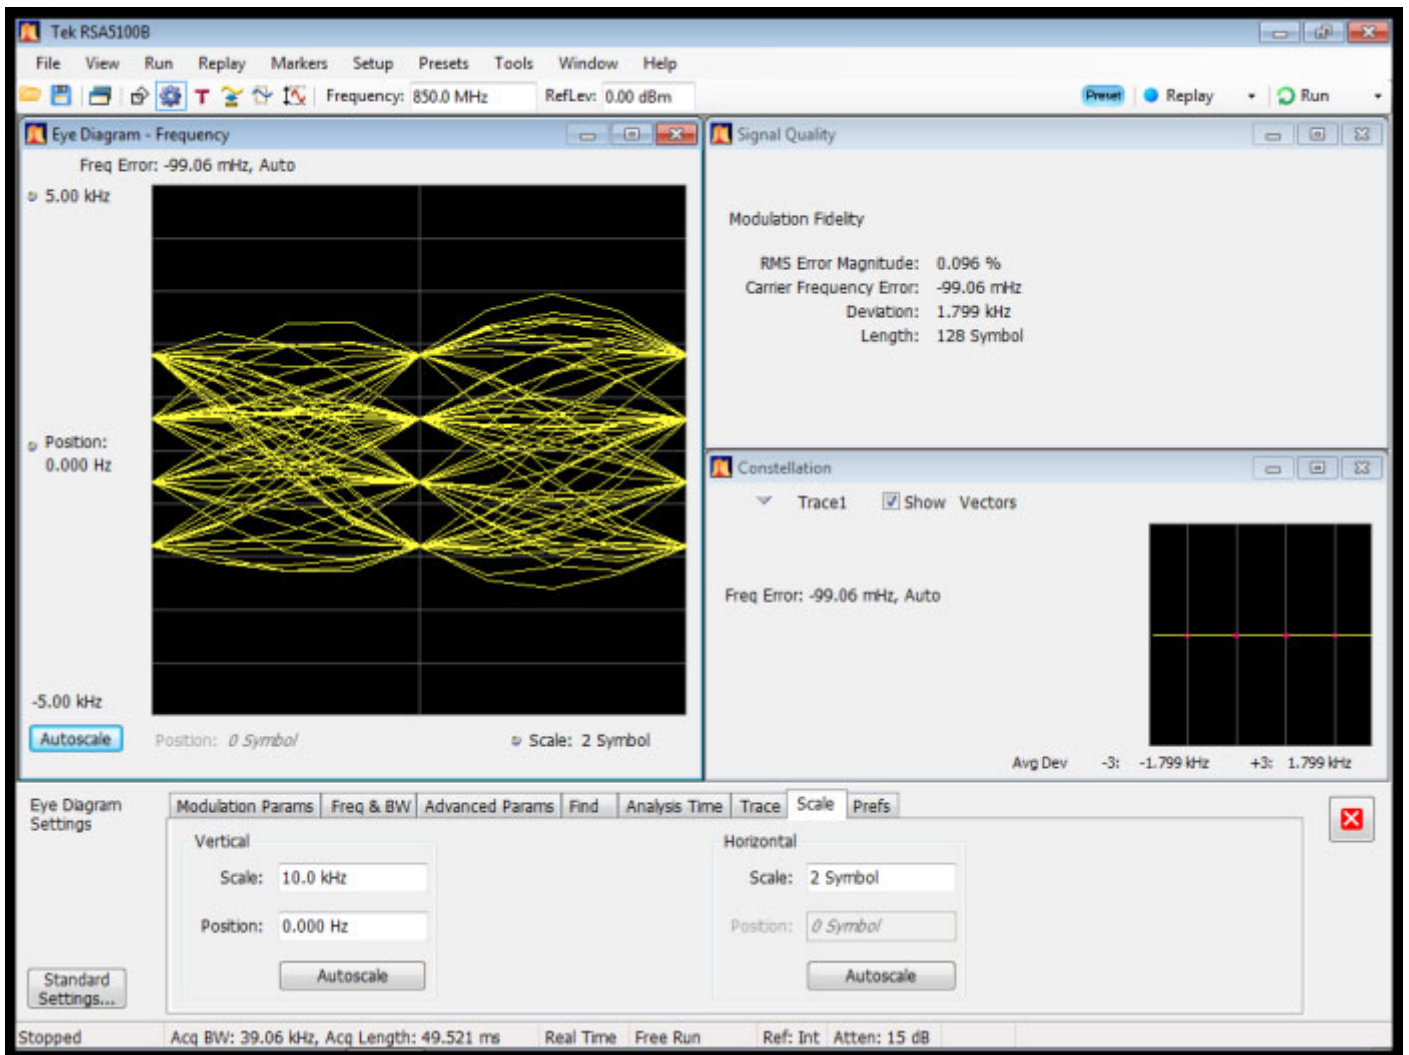 Tek RSA5100B
File View Run Replay Markers Setup Presets Tools Window Help
Frequency: 850.0 MHz RefLev: 0.00 dBm Preset Replay Run
Eye Diagram - Frequency
Freq Error: -99.06 mHz, Auto
5.00 kHz
Position:
0.000 Hz
-5.00 kHz
Autoscale Position: 0 Symbol Scale: 2 Symbol
Signal Quality
Modulation Fidelity
RMS Error Magnitude: 0.096 %
Carrier Frequency Error: -99.06 mHz
Deviation: 1.799 kHz
Length: 128 Symbol
Constellation
Trace1 Show Vectors
Freq Error: -99.06 mHz, Auto
Avg Dev -3: -1.799 kHz +3: 1.799 kHz
Eye Diagram
Settings
Modulation Params Freq & BW Advanced Params Find Analysis Time Trace Scale Prefs
Vertical
Scale: 10.0 kHz
Position: 0.000 Hz
Autoscale
Horizontal
Scale: 2 Symbol
Position: 0 Symbol
Autoscale
Standard
Settings...
Stopped Acq BW: 39.06 kHz, Acq Length: 49.521 ms Real Time Free Run Ref: Int Atten: 15 dB